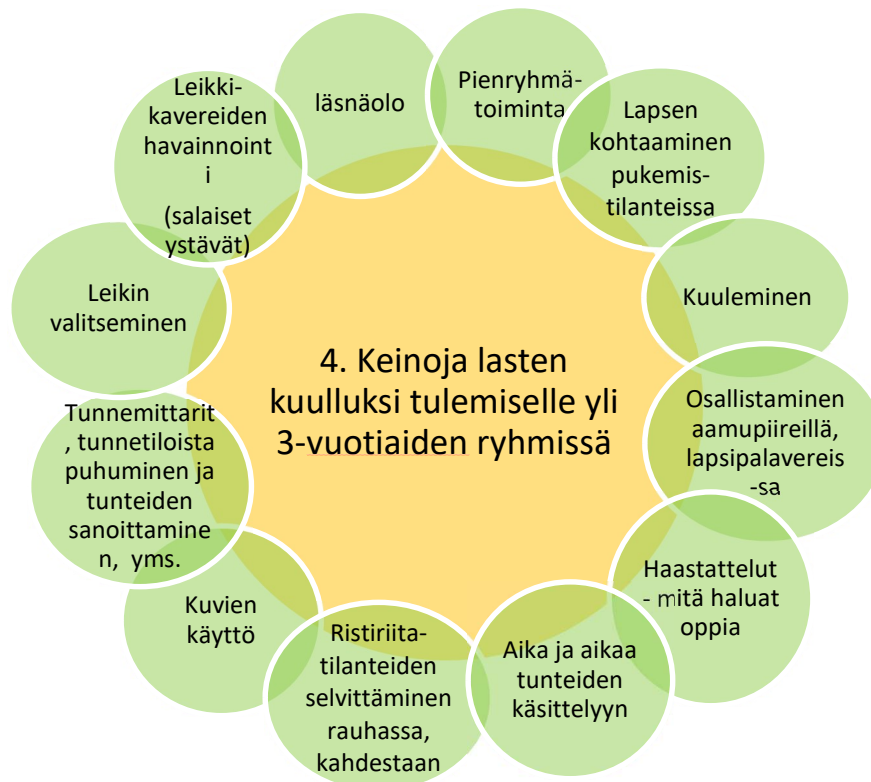 4. Keinoja lasten
kuulluksi tulemiselle yli
3-vuotiaiden ryhmissä
läsnäolo
Pienryhmä-
toiminta
Lapsen
kohtaaminen
pukemis-
tilanteissa
Kuuleminen
Osallistaminen
aamupiireillä,
lapsipalavereis
-sa
Haastattelut
- mitä haluat
oppia
Aika ja aikaa
tunteiden
käsittelyyn
Ristiriita-
tilanteiden
selvittäminen
rauhassa,
kahdestaan
Kuvien
käyttö
Tunnemittarit
, tunnetiloista
puhuminen ja
tunteiden
sanoittamine
n, yms.
Leikin
valitseminen
Leikki-
kavereiden
havainnoint
i
(salaiset
ystävät)